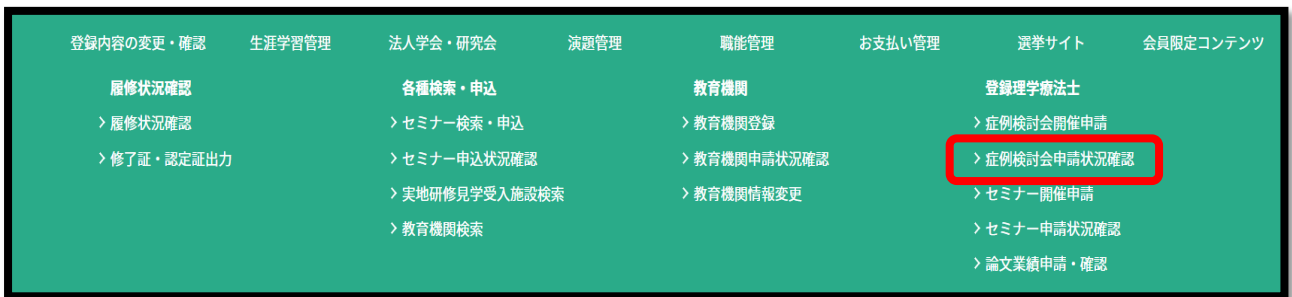 登録内容の変更・確認 生涯学習管理 法人学会・研究会 演題管理 職能管理 お支払い管理 選挙サイト 会員限定コンテンツ
履修状況確認
> 履修状況確認
> 修了証・認定証出力
各種検索・申込
> セミナー検索・申込
> セミナー申込状況確認
> 実地研修見学受入施設検索
> 教育機関検索
教育機関
> 教育機関登録
> 教育機関申請状況確認
> 教育機関情報変更
登録理学療法士
> 症例検討会開催申請
> 症例検討会申請状況確認
> セミナー開催申請
> セミナー申請状況確認
> 論文業績申請・確認